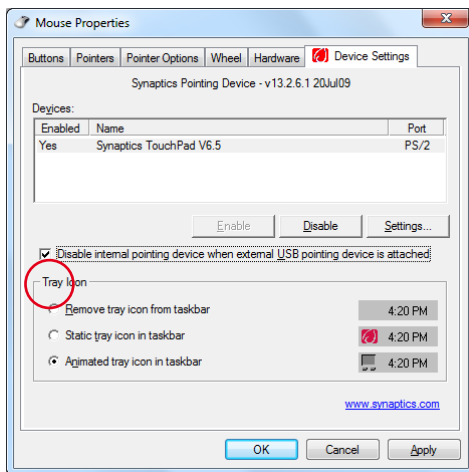 Mouse Properties
Buttons Pointers Pointer Options Wheel Hardware Device Settings
Synaptics Pointing Device - v13.2.6.1 20Jul09
Devices:
Enabled Name Port
Yes Synaptics TouchPad V6.5 PS/2
Enable Disable Settings...
Disable internal pointing device when external USB pointing device is attached
Tray Icon
Remove tray icon from taskbar 4:20 PM
Static tray icon in taskbar 4:20 PM
Animated tray icon in taskbar 4:20 PM
www.synaptics.com
OK Cancel Apply